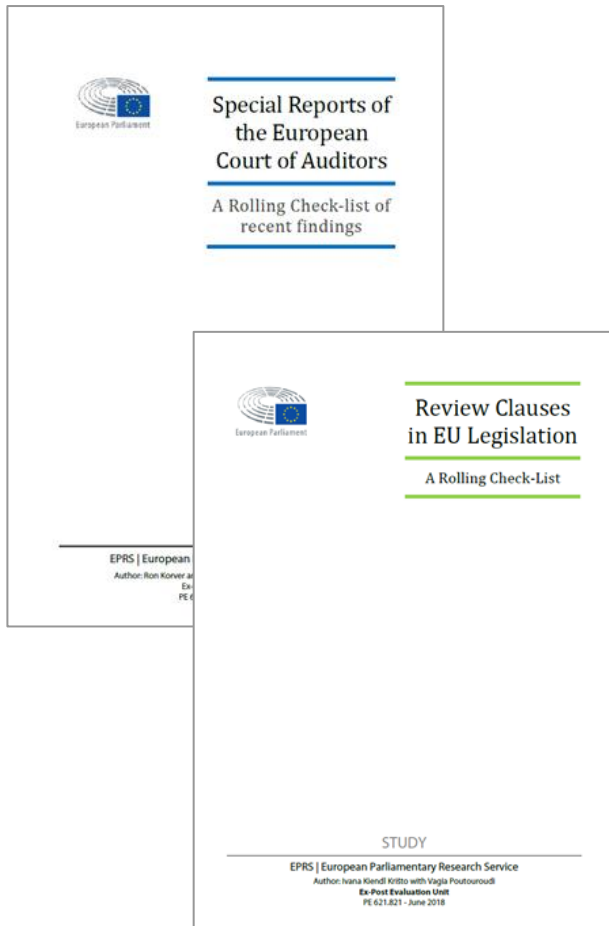 European Parliament
Special Reports of
the European
Court of Auditors
A Rolling Check-list of
recent findings
EPRS | European
Author: Ron Korver
European Parliament
Review Clauses
in EU Legislation
A Rolling Check-List
STUDY
EPRS | European Parliamentary Research Service
Author: Ivana Kiendl Krišto with Vagia Poutouroudi
Ex-Post Evaluation Unit
PE 621.821 - June 2018